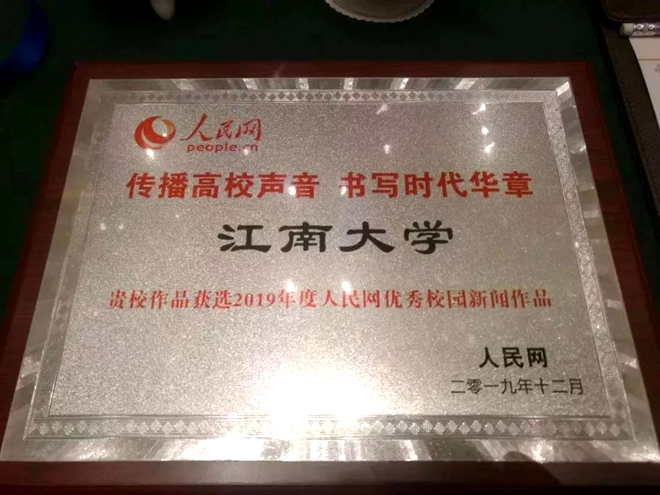 人民网
people.cn
传播高校声音 书写时代华章
江南大学
贵校作品获选2019年度人民网优秀校园新闻作品
人民网
二零一九年十二月